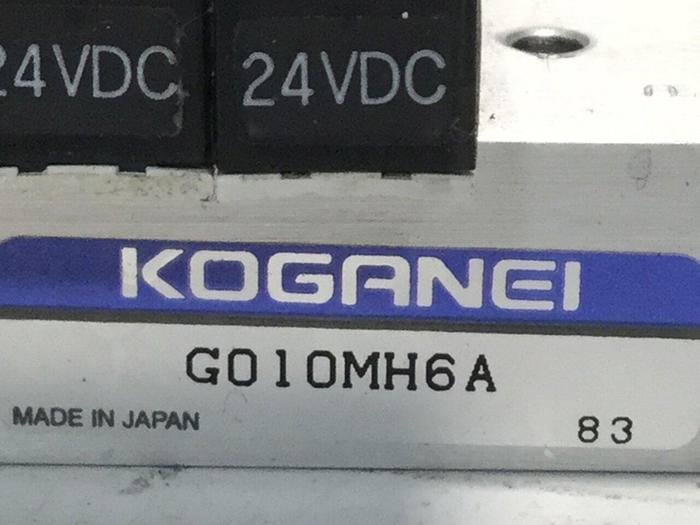 24VDC 24VDC
KOGANEI
G010MH6A
MADE IN JAPAN
83